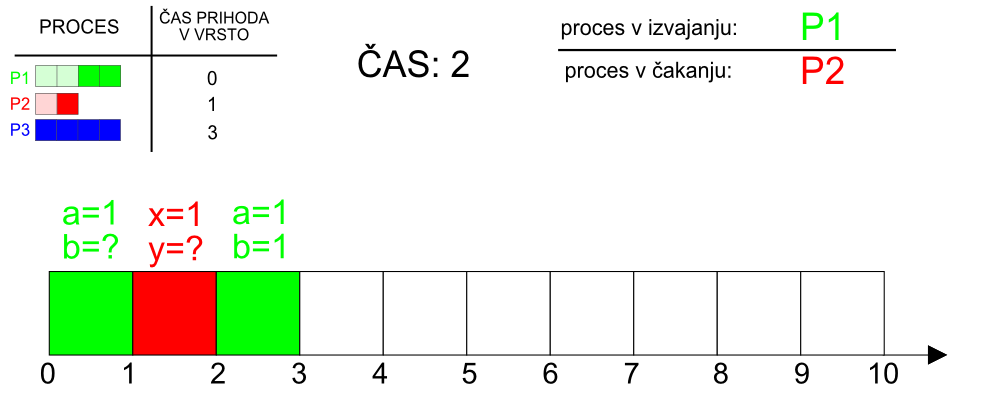 PROCES
ČAS PRIHODA
V VRSTO
P1 0
P2 1
P3 3
ČAS: 2
proces v izvajanju: P1
proces v čakanju: P2
a=1 x=1 a=1
b=? y=? b=1
0 1 2 3 4 5 6 7 8 9 10